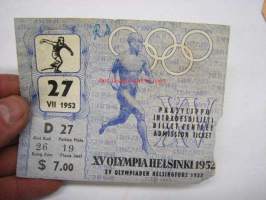 27
VII 1952
D 27
26 19
$ 7.00
PÄÄSYLIPPU
INTRÄDESBILJETT
BILLET D'ENTRÉE
ADMISSION TICKET
XV
XV OLYMPIA HELSINKI 1952
XV OLYMPIADEN HELSINGFORS 1952